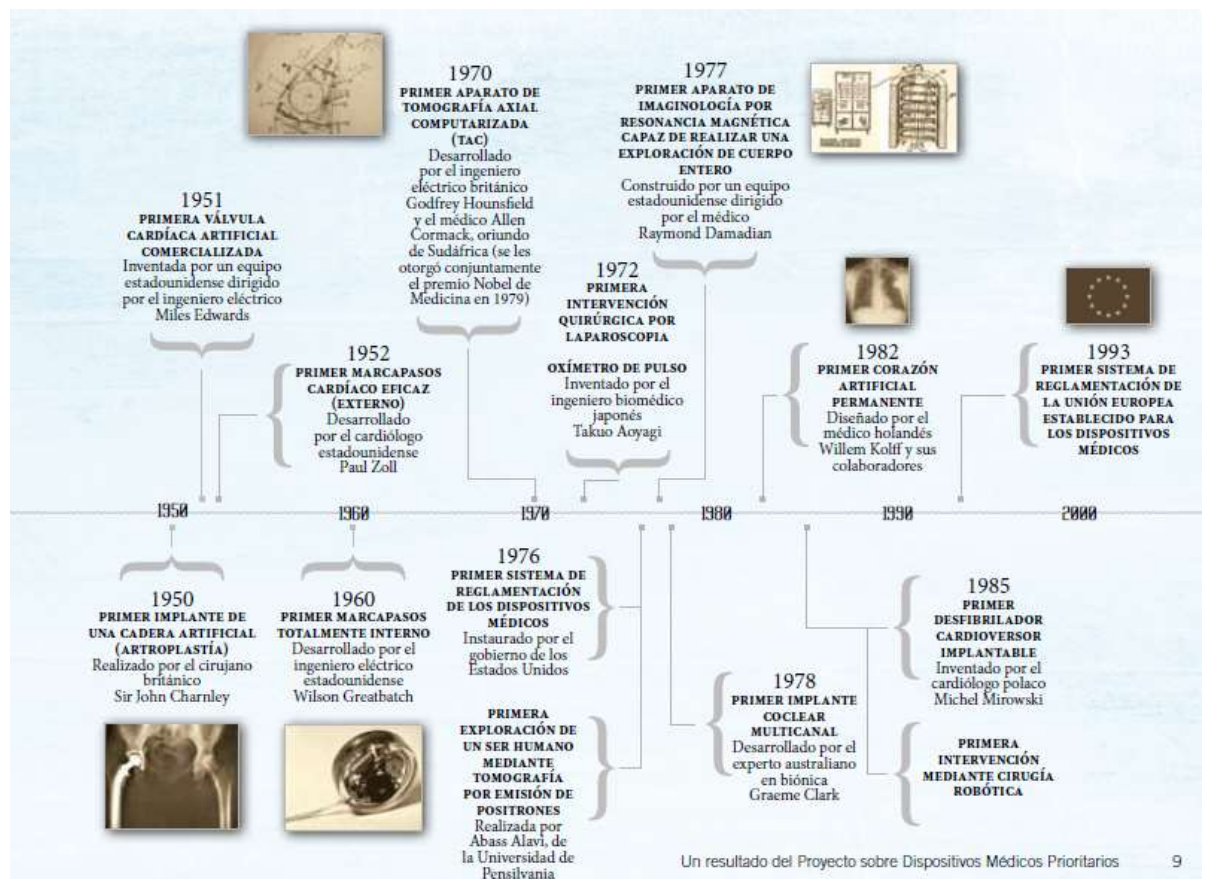 1951
PRIMERA VÁLVULA
CARDÍACA ARTIFICIAL
COMERCIALIZADA
Inventada por un equipo
estadounidense dirigido
por el ingeniero eléctrico
Miles Edwards
1952
PRIMER MARCAPASOS
CARDÍACO EFICAZ
(EXTERNO)
Desarrollado
por el cardiólogo
estadounidense
Paul Zoll
1970
PRIMER APARATO DE
TOMOGRAFÍA AXIAL
COMPUTARIZADA
(TAC)
Desarrollado
por el ingeniero
eléctrico británico
Godfrey Hounsfield
y el médico Allen
Cormack, oriundo
de Sudáfrica (se les
otorgó conjuntamente
el premio Nobel de
Medicina en 1979)
1972
PRIMERA
INTERVENCIÓN
QUIRÚRGICA POR
LAPAROSCOPIA
OXÍMETRO DE PULSO
Inventado por el
ingeniero biomédico
japonés
Takuo Aoyagi
1977
PRIMER APARATO DE
IMAGINOLOGÍA POR
RESONANCIA MAGNÉTICA
CAPAZ DE REALIZAR UNA
EXPLORACIÓN DE CUERPO
ENTERO
Construido por un equipo
estadounidense dirigido
por el médico
Raymond Damadian
1982
PRIMER CORAZÓN
ARTIFICIAL
PERMANENTE
Diseñado por el
médico holandés
Willem Kolff y sus
colaboradores
1993
PRIMER SISTEMA DE
REGLAMENTACIÓN DE
LA UNIÓN EUROPEA
ESTABLECIDO PARA
LOS DISPOSITIVOS
MÉDICOS
1950 1960 1970 1980 1990 2000
1950
PRIMER IMPLANTE DE
UNA CADERA ARTIFICIAL
(ARTROPLASTÍA)
Realizado por el cirujano
británico
Sir John Charnley
1960
PRIMER MARCAPASOS
TOTALMENTE INTERNO
Desarrollado por el
ingeniero eléctrico
estadounidense
Wilson Greatbatch
1976
PRIMER SISTEMA DE
REGLAMENTACIÓN
DE LOS DISPOSITIVOS
MÉDICOS
Instaurado por el
gobierno de los
Estados Unidos
PRIMERA
EXPLORACIÓN DE
UN SER HUMANO
MEDIANTE
TOMOGRAFÍA
POR EMISIÓN DE
POSITRONES
Realizada por
Abass Alavi, de
la Universidad de
Pensilvania
1978
PRIMER IMPLANTE
COCLEAR
MULTICANAL
Desarrollado por el
experto australiano
en biónica
Graeme Clark
1985
PRIMER
DESFIBRILADOR
CARDIOVERSOR
IMPLANTABLE
Inventado por el
cardiólogo polaco
Michel Mirowski
PRIMERA
INTERVENCIÓN
MEDIANTE CIRUGÍA
ROBÓTICA
Un resultado del Proyecto sobre Dispositivos Médicos Prioritarios 9